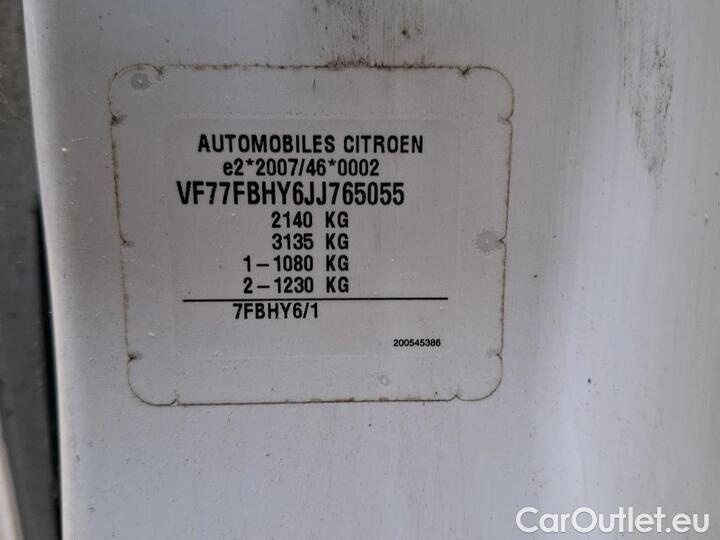 AUTOMOBILES CITROEN
e2*2007/46*0002
VF77FBHY6JJ765055
2140 KG
3135 KG
1-1080 KG
2-1230 KG
7FBHY6/1
200545386
CarOutlet.eu